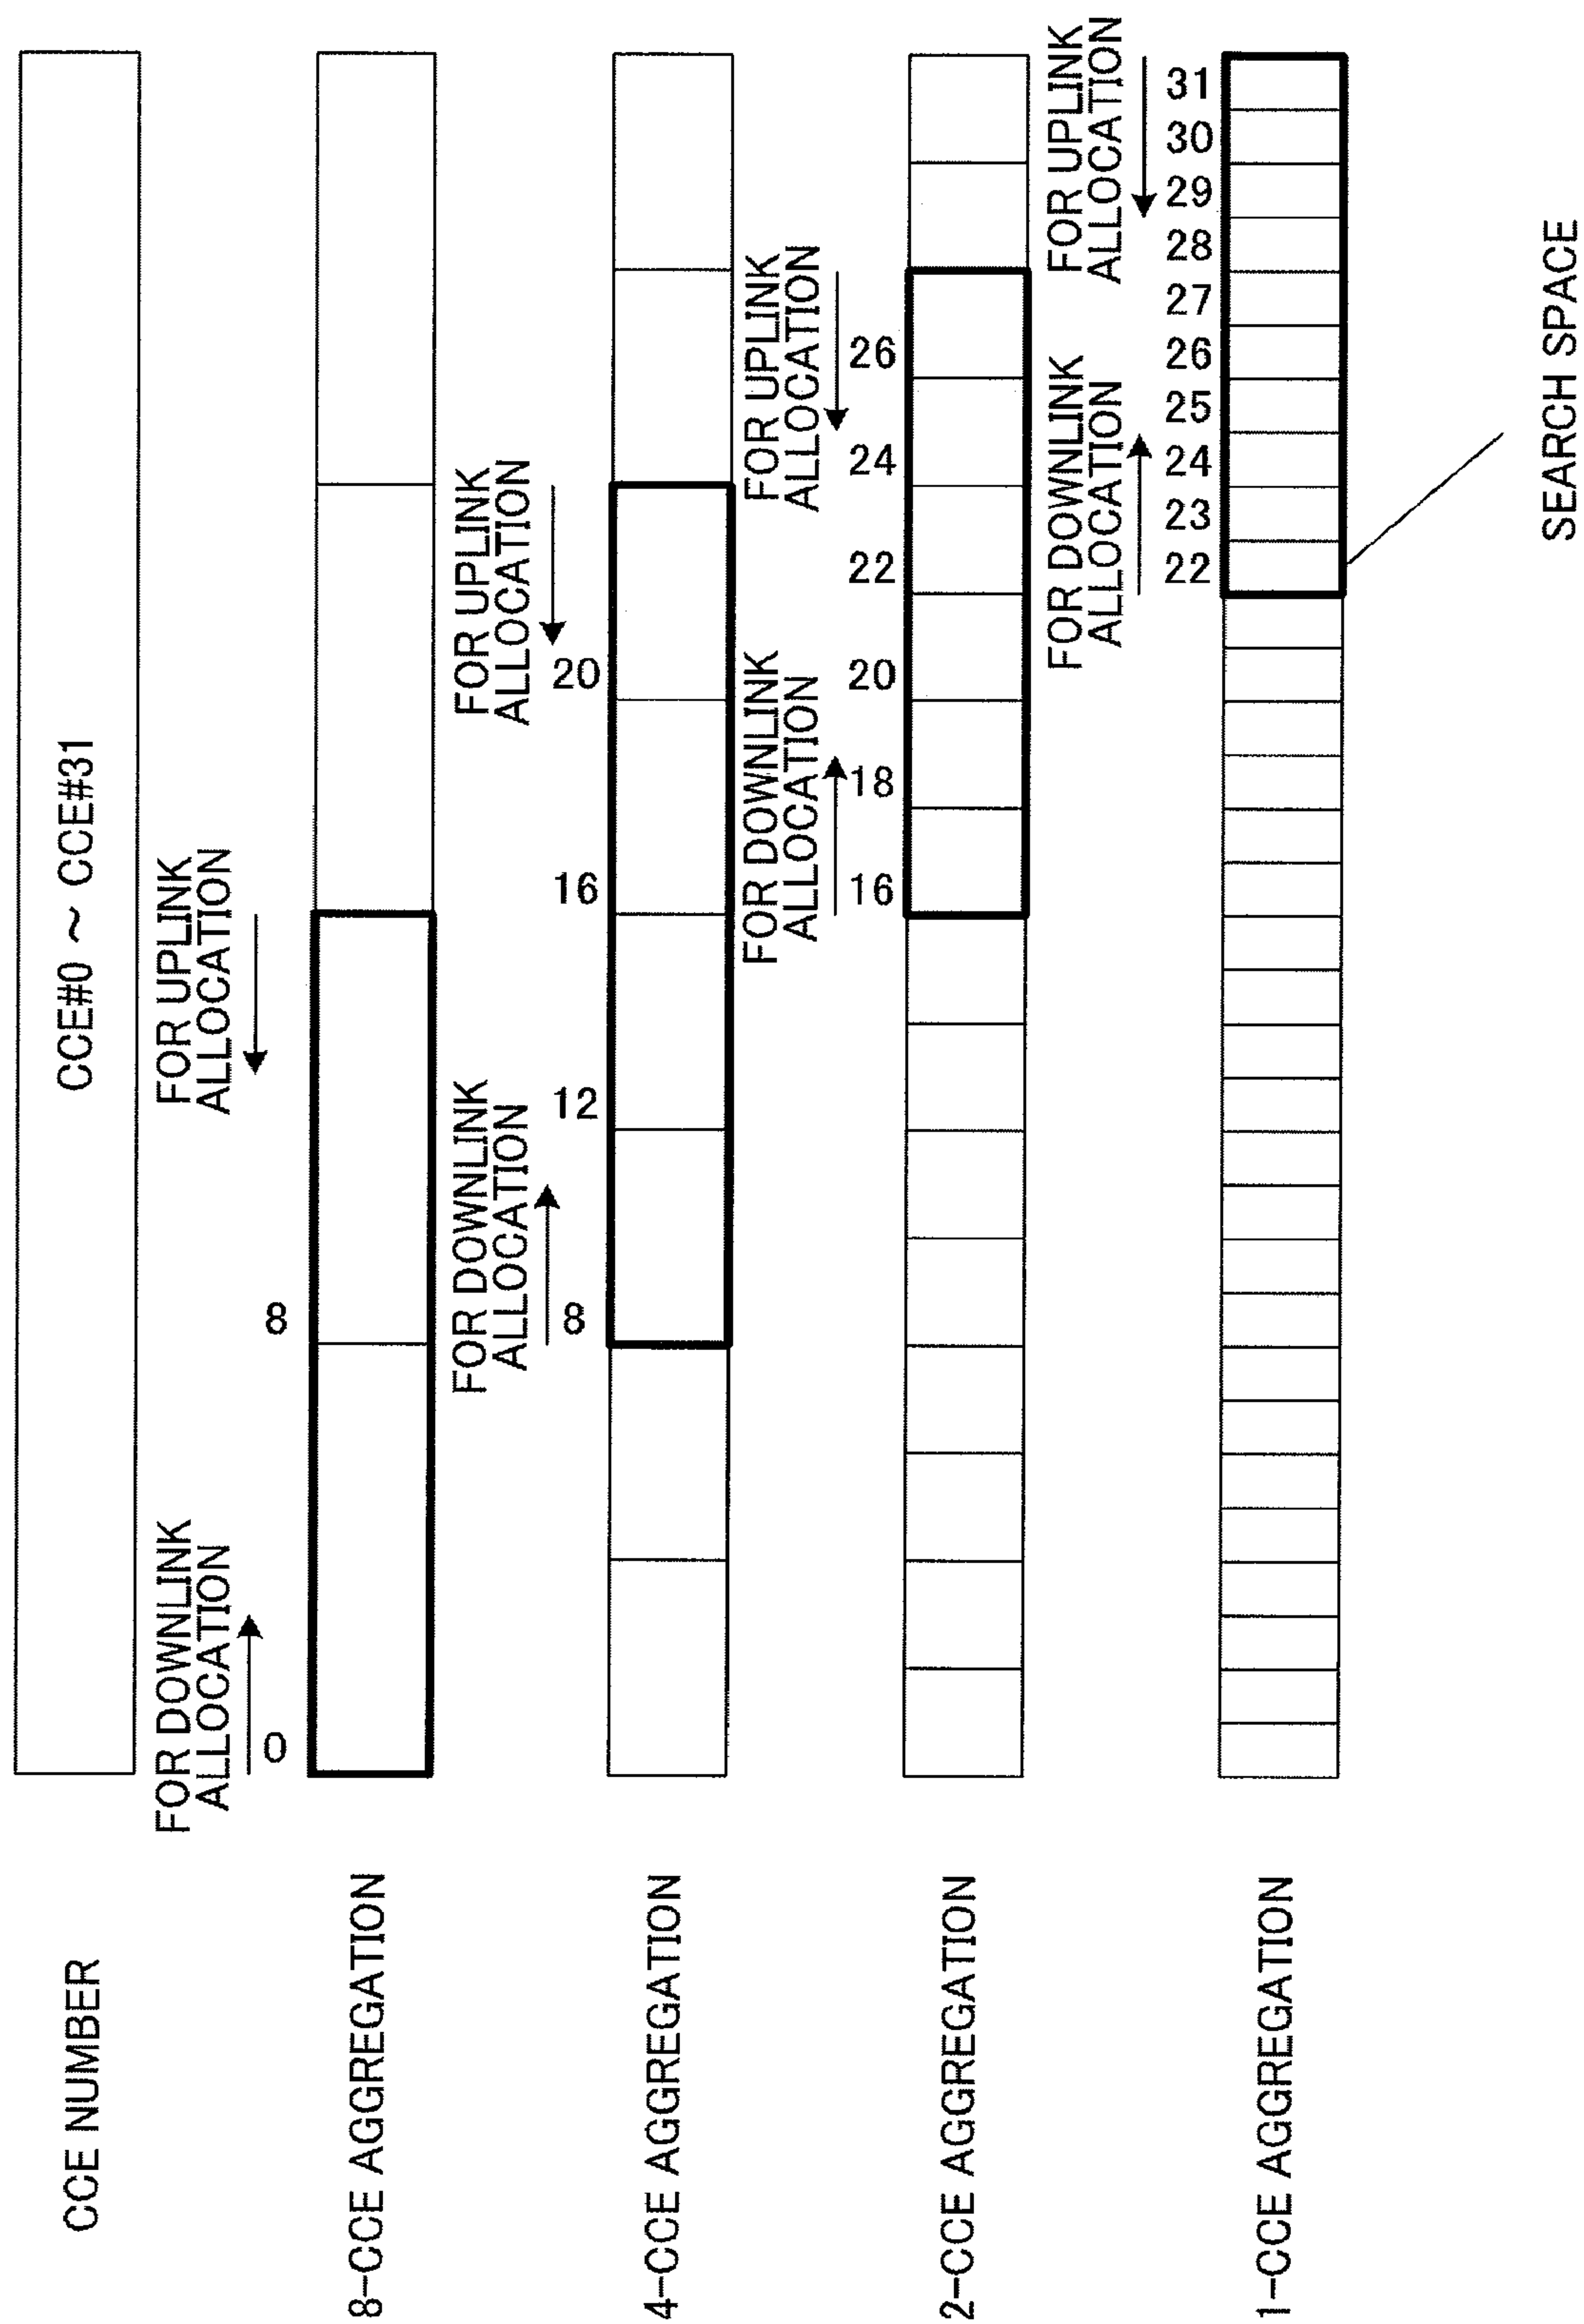 CCE NUMBER
CCE#0 ~ CCE#31
FOR DOWNLINK
ALLOCATION
FOR UPLINK
ALLOCATION
0
8
8-CCE AGGREGATION
FOR DOWNLINK
ALLOCATION
FOR UPLINK
ALLOCATION
8
12
16
20
4-CCE AGGREGATION
FOR DOWNLINK
ALLOCATION
FOR UPLINK
ALLOCATION
16
18
20
22
24
26
2-CCE AGGREGATION
FOR DOWNLINK
ALLOCATION
FOR UPLINK
ALLOCATION
22
23
24
25
26
27
28
29
30
31
1-CCE AGGREGATION
SEARCH SPACE